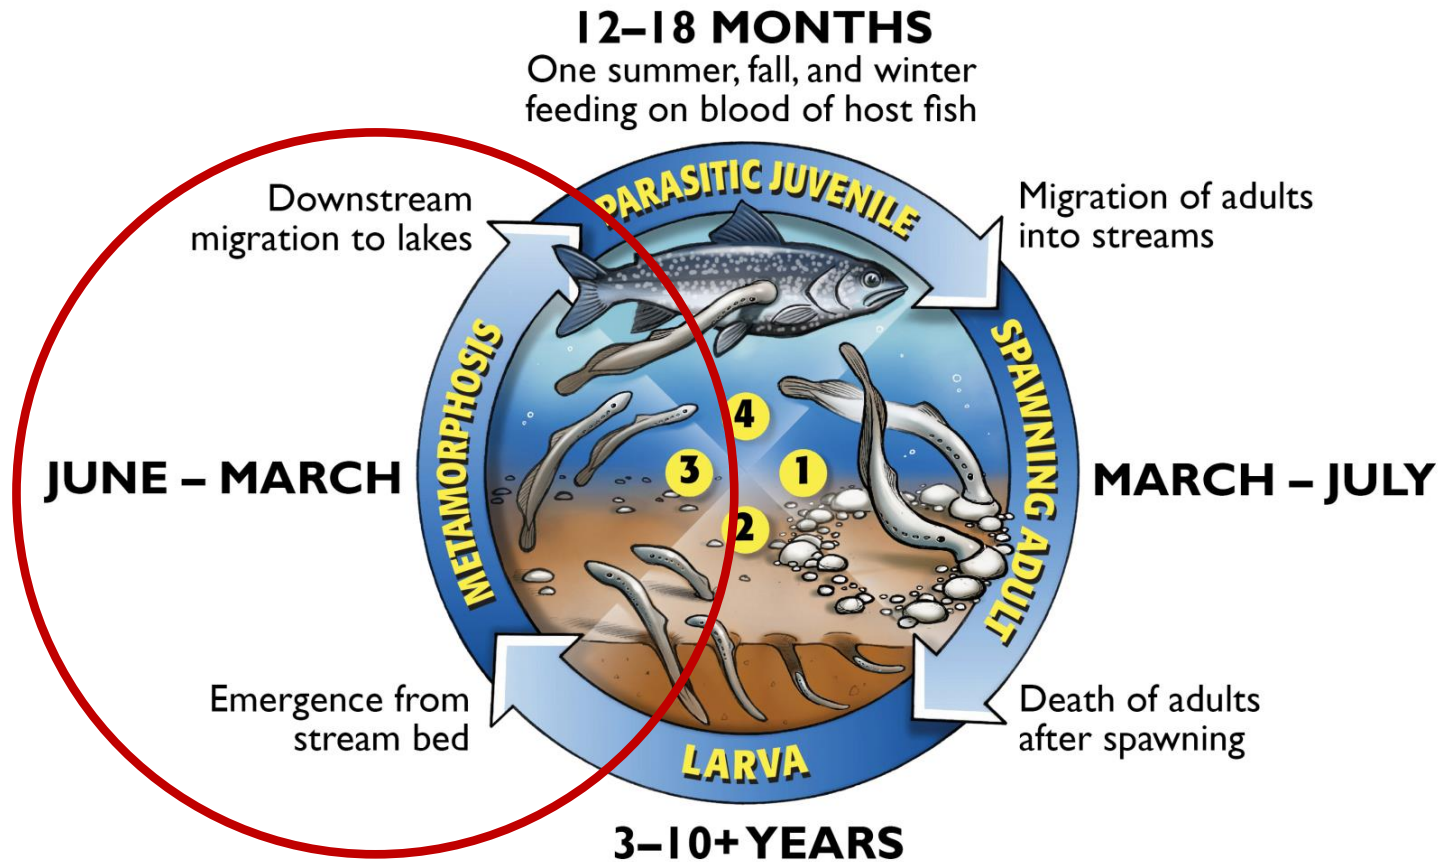 12–18 MONTHS
One summer, fall, and winter
feeding on blood of host fish
PARASITIC JUVENILE
Downstream
migration to lakes
Migration of adults
into streams
METAMORPHOSIS
SPAWNING ADULT
4
3
1
2
JUNE – MARCH
MARCH – JULY
Emergence from
stream bed
Death of adults
after spawning
LARVA
3–10+ YEARS